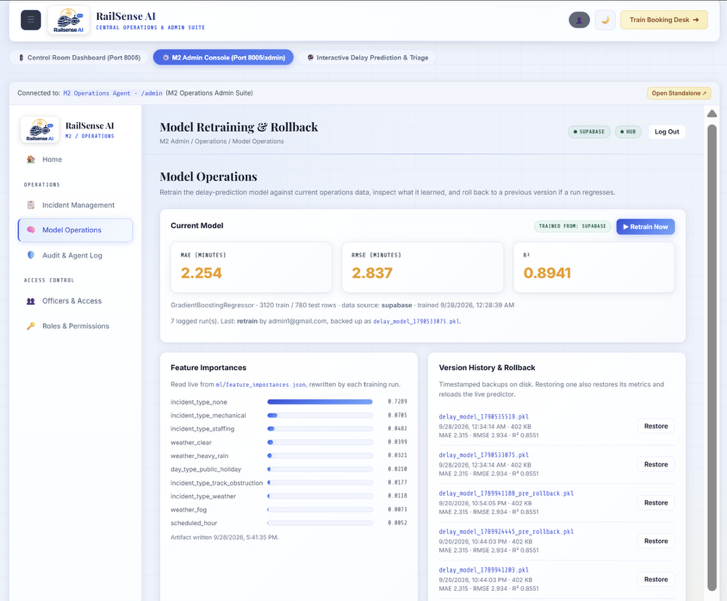 RailSense AI
CENTRAL OPERATIONS & ADMIN SUITE
Railsense AI
Train Booking Desk →
Control Room Dashboard (Port 8005)
M2 Admin Console (Port 8005/admin)
Interactive Delay Prediction & Triage
Connected to: M2 Operations Agent - /admin (M2 Operations Admin Suite)
Open Standalone ↗
Railsense AI
RailSense AI
M2 / OPERATIONS
Home
OPERATIONS
Incident Management
Model Operations
Audit & Agent Log
ACCESS CONTROL
Officers & Access
Roles & Permissions
Model Retraining & Rollback
M2 Admin / Operations / Model Operations
SUPABASE
HUB
Log Out
Model Operations
Retrain the delay-prediction model against current operations data, inspect what it learned, and roll back to a previous version if a run regresses.
Current Model
TRAINED FROM: SUPABASE
▶ Retrain Now
MAE (MINUTES)
2.254
RMSE (MINUTES)
2.837
R²
0.8941
GradientBoostingRegressor · 3120 train / 780 test rows · data source: supabase · trained 9/28/2026, 12:28:39 AM
7 logged run(s). Last: retrain by admin1@gmail.com, backed up as delay_model_1790533075.pkl.
Feature Importances
Read live from ml/feature_importances.json, rewritten by each training run.
incident_type_none 0.7289
incident_type_mechanical 0.0705
incident_type_staffing 0.0482
weather_clear 0.0399
weather_heavy_rain 0.0321
day_type_public_holiday 0.0210
incident_type_track_obstruction 0.0177
incident_type_weather 0.0118
weather_fog 0.0073
scheduled_hour 0.0052
Artifact written 9/28/2026, 5:41:35 PM.
Version History & Rollback
Timestamped backups on disk. Restoring one also restores its metrics and
reloads the live predictor.
delay_model_1790535519.pkl
9/28/2026, 12:34:14 AM · 402 KB
MAE 2.315 · RMSE 2.934 · R² 0.8551
Restore
delay_model_1790533075.pkl
9/28/2026, 12:34:14 AM · 402 KB
MAE 2.315 · RMSE 2.934 · R² 0.8551
Restore
delay_model_1789941188_pre_rollback.pkl
9/20/2026, 10:54:05 PM · 402 KB
MAE 2.315 · RMSE 2.934 · R² 0.8551
Restore
delay_model_1789924445_pre_rollback.pkl
9/20/2026, 10:44:03 PM · 402 KB
MAE 2.315 · RMSE 2.934 · R² 0.8551
Restore
delay_model_1789941203.pkl
9/20/2026, 10:44:03 PM · 402 KB
MAE 2.315 · RMSE 2.934 · R² 0.8551
Restore